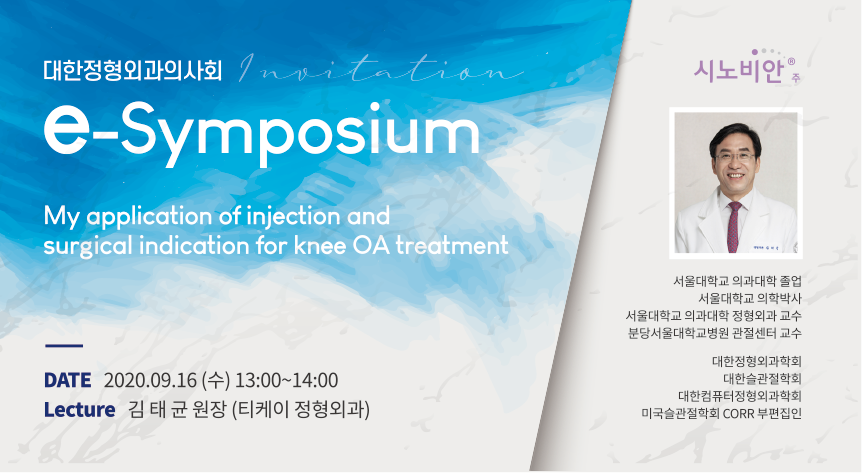 대한정형외과의사회 Invitation
e-Symposium
My application of injection and
surgical indication for knee OA treatment
DATE 2020.09.16 (수) 13:00~14:00
Lecture 김 태 균 원장 (티케이 정형외과)
시노비안® 주
서울대학교 의과대학 졸업
서울대학교 의학박사
서울대학교 의과대학 정형외과 교수
분당서울대학교병원 관절센터 교수
대한정형외과학회
대한슬관절학회
대한컴퓨터정형외과학회
미국슬관절학회 CORR 부편집인